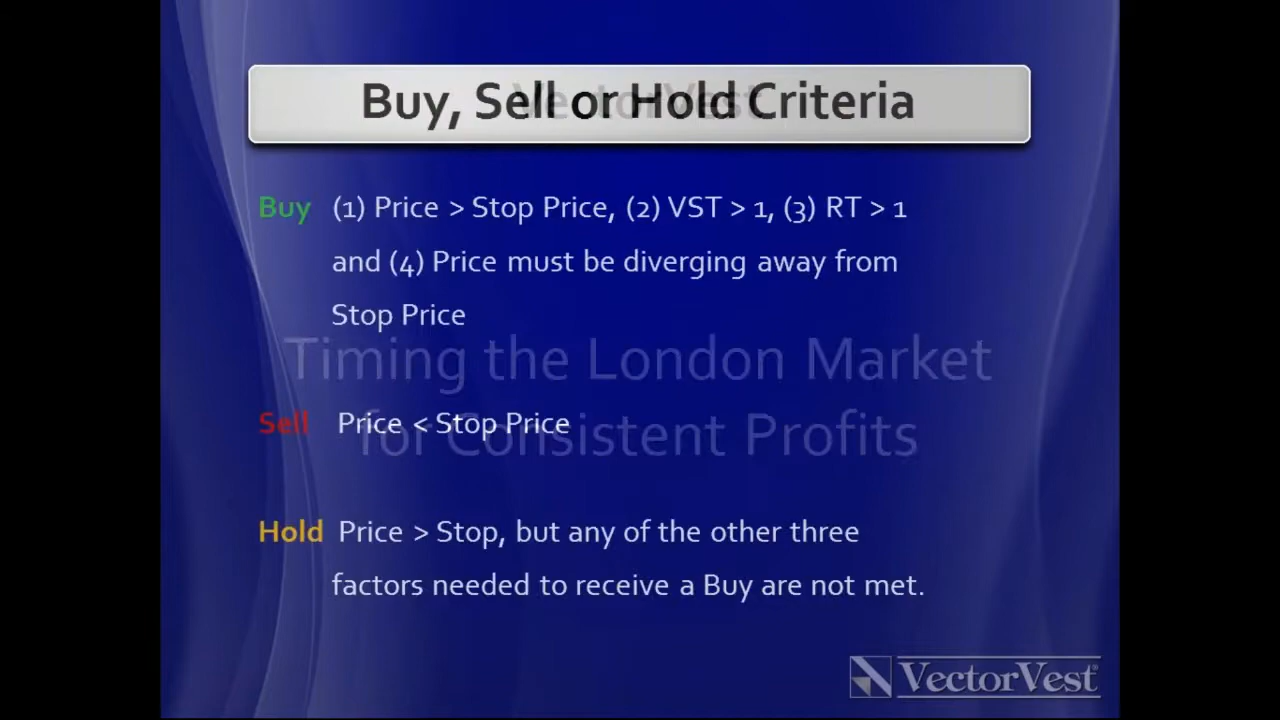 Buy, Sell or Hold Criteria
VectorVest
Buy (1) Price > Stop Price, (2) VST > 1, (3) RT > 1
and (4) Price must be diverging away from
Stop Price
Timing the London Market
for Consistent Profits
Sell Price < Stop Price
Hold Price > Stop, but any of the other three
factors needed to receive a Buy are not met.
VectorVest®